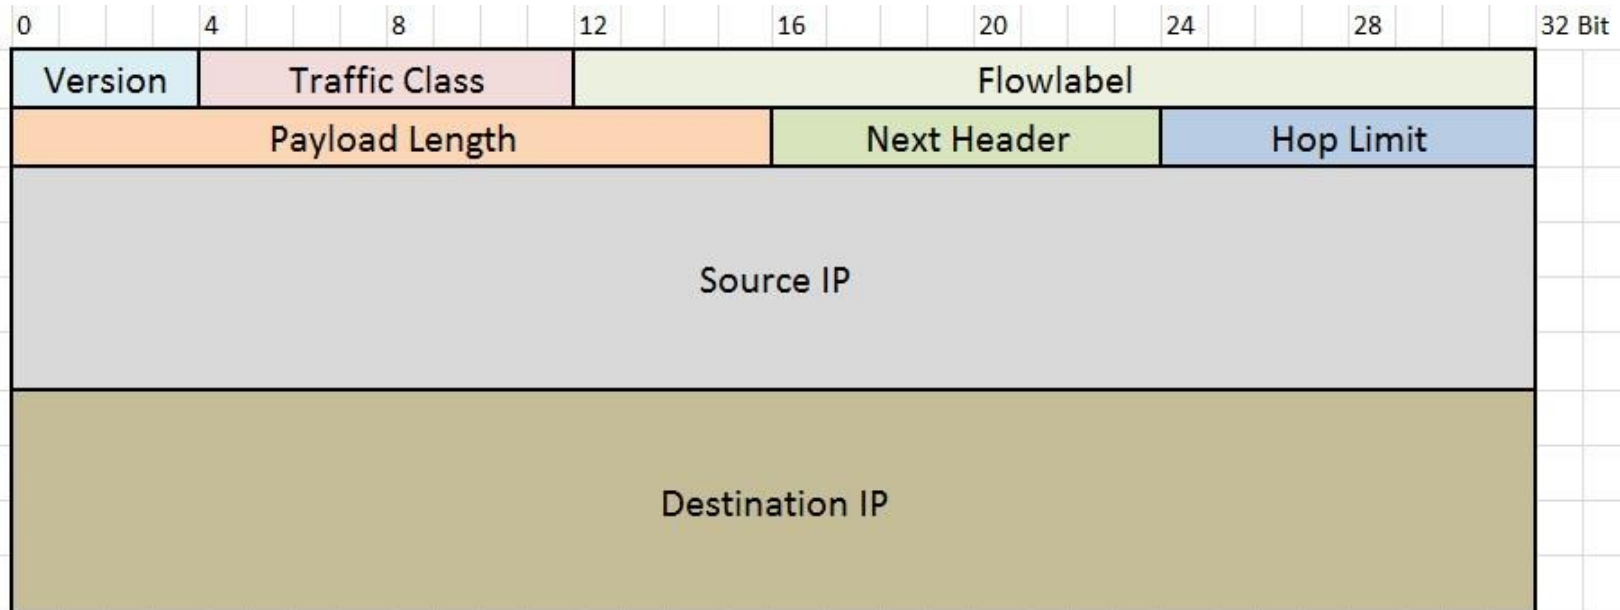 0 4 8 12 16 20 24 28 32 Bit
Version Traffic Class Flowlabel
Payload Length Next Header Hop Limit
Source IP
Destination IP